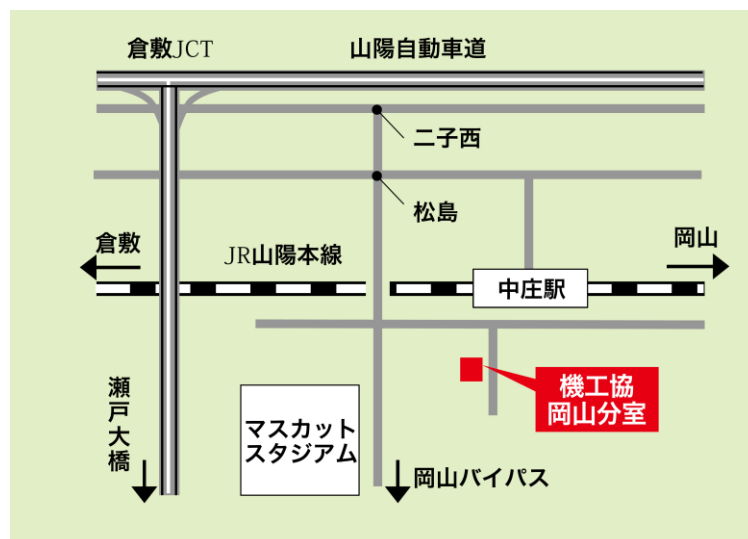 倉敷JCT
山陽自動車道
二子西
松島
倉敷
JR山陽本線
岡山
中庄駅
機工協
岡山分室
瀬戸大橋
マスカット
スタジアム
岡山バイパス